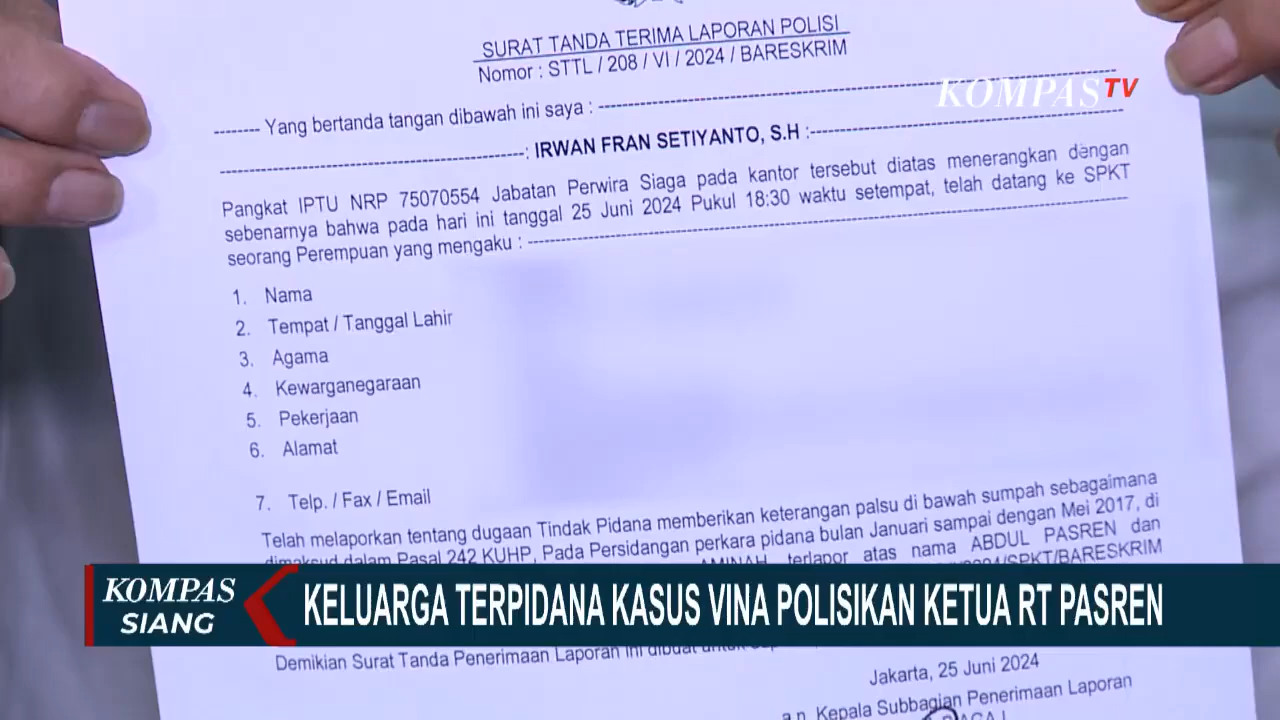 SURAT TANDA TERIMA LAPORAN POLISI
Nomor : STTL / 208 / VI / 2024 / BARESKRIM
KOMPASTV
-------- Yang bertanda tangan dibawah ini saya : --------
--------: IRWAN FRAN SETIYANTO, S.H :--------
Pangkat IPTU NRP 75070554 Jabatan Perwira Siaga pada kantor tersebut diatas menerangkan dengan
sebenarnya bahwa pada hari ini tanggal 25 Juni 2024 Pukul 18:30 waktu setempat, telah datang ke SPKT
seorang Perempuan yang mengaku : --------
1. Nama
2. Tempat / Tanggal Lahir
3. Agama
4. Kewarganegaraan
5. Pekerjaan
6. Alamat
7. Telp. / Fax / Email
Telah melaporkan tentang dugaan Tindak Pidana memberikan keterangan palsu di bawah sumpah sebagaimana
dimaksud dalam Pasal 242 KUHP, Pada Persidangan perkara pidana bulan Januari sampai dengan Mei 2017, di
AMINAH, terlapor atas nama ABDUL PASREN dan
/SPKT/BARESKRIM
KOMPAS
SIANG
KELUARGA TERPIDANA KASUS VINA POLISIKAN KETUA RT PASREN
Demikian Surat Tanda Penerimaan Laporan ini dibuat untuk
Jakarta, 25 Juni 2024
a.n. Kepala Subbagian Penerimaan Laporan